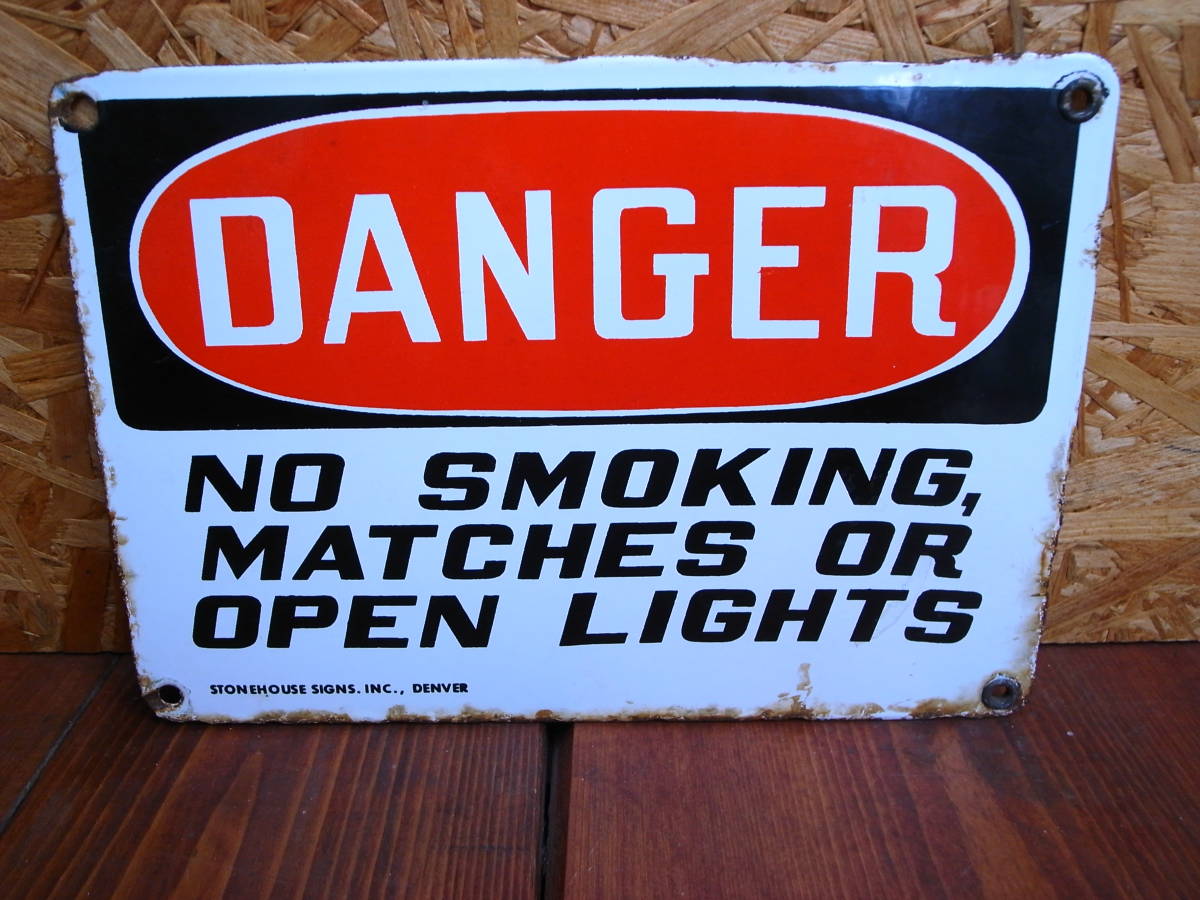 DANGER
NO SMOKING,
MATCHES OR
OPEN LIGHTS
STONEHOUSE SIGNS. INC., DENVER